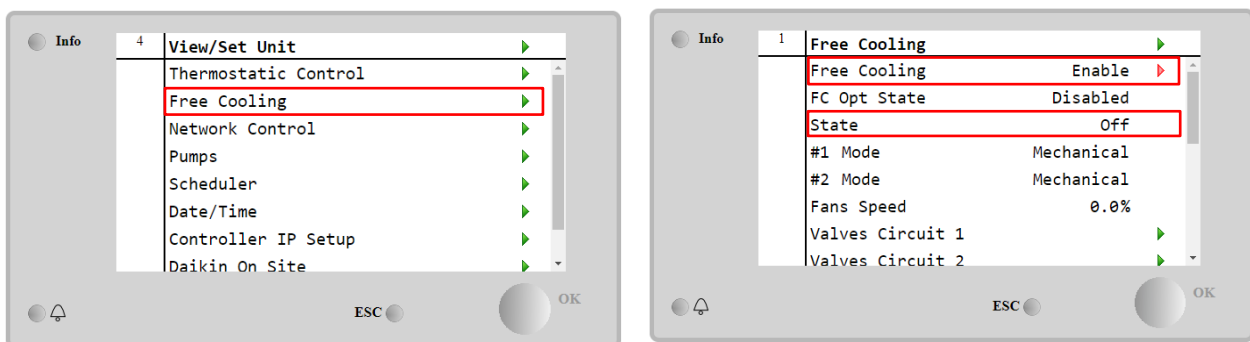 Info
4 View/Set Unit
Thermostatic Control
Free Cooling
Network Control
Pumps
Scheduler
Date/Time
Controller IP Setup
Daikin On Site
ESC
OK
Info
1 Free Cooling
Free Cooling Enable
FC Opt State Disabled
State Off
#1 Mode Mechanical
#2 Mode Mechanical
Fans Speed 0.0%
Valves Circuit 1
Valves Circuit 2
ESC
OK